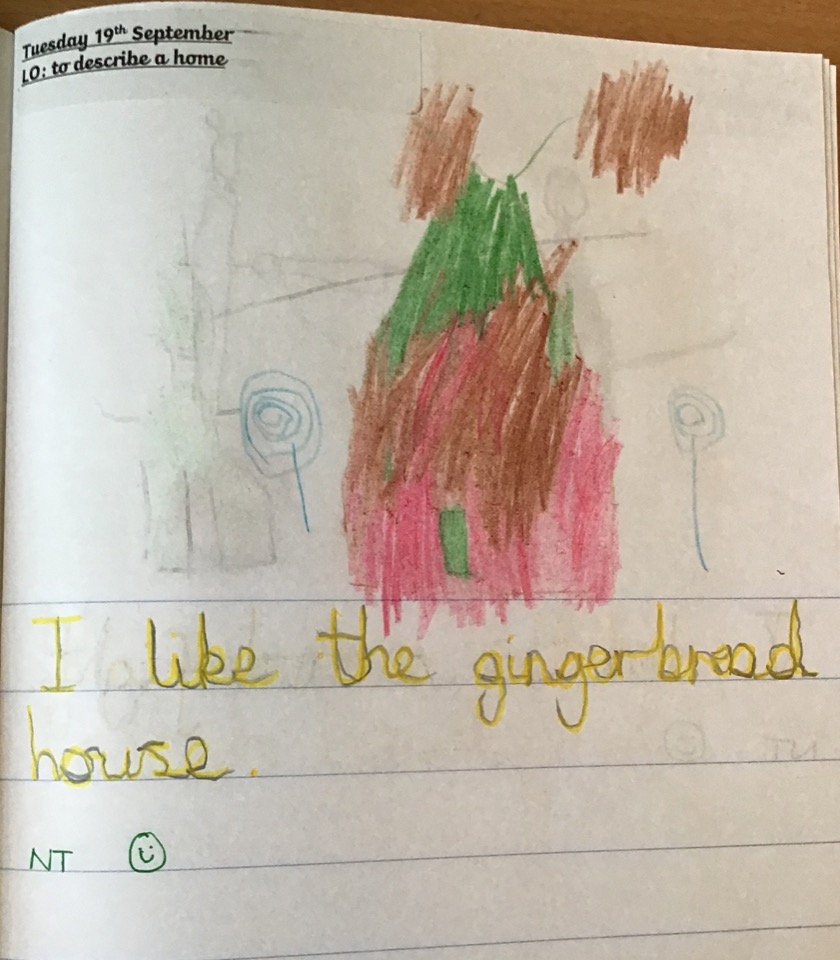 Tuesday 19th September
LO: to describe a home
I like the gingerbread
house.
NT